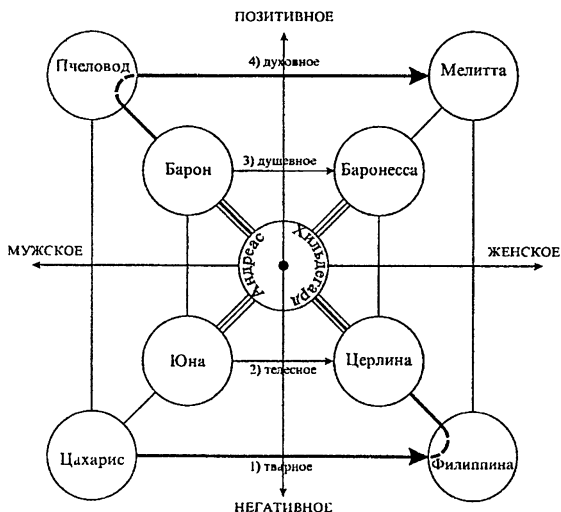 ПОЗИТИВНОЕ
Пчеловод
4) духовное
Мелитта
Барон
3) душевное
Баронесса
МУЖСКОЕ
Андреас
Хильдегард
ЖЕНСКОЕ
Юна
2) телесное
Церлина
Цахарис
1) тварное
Филиппина
НЕГАТИВНОЕ